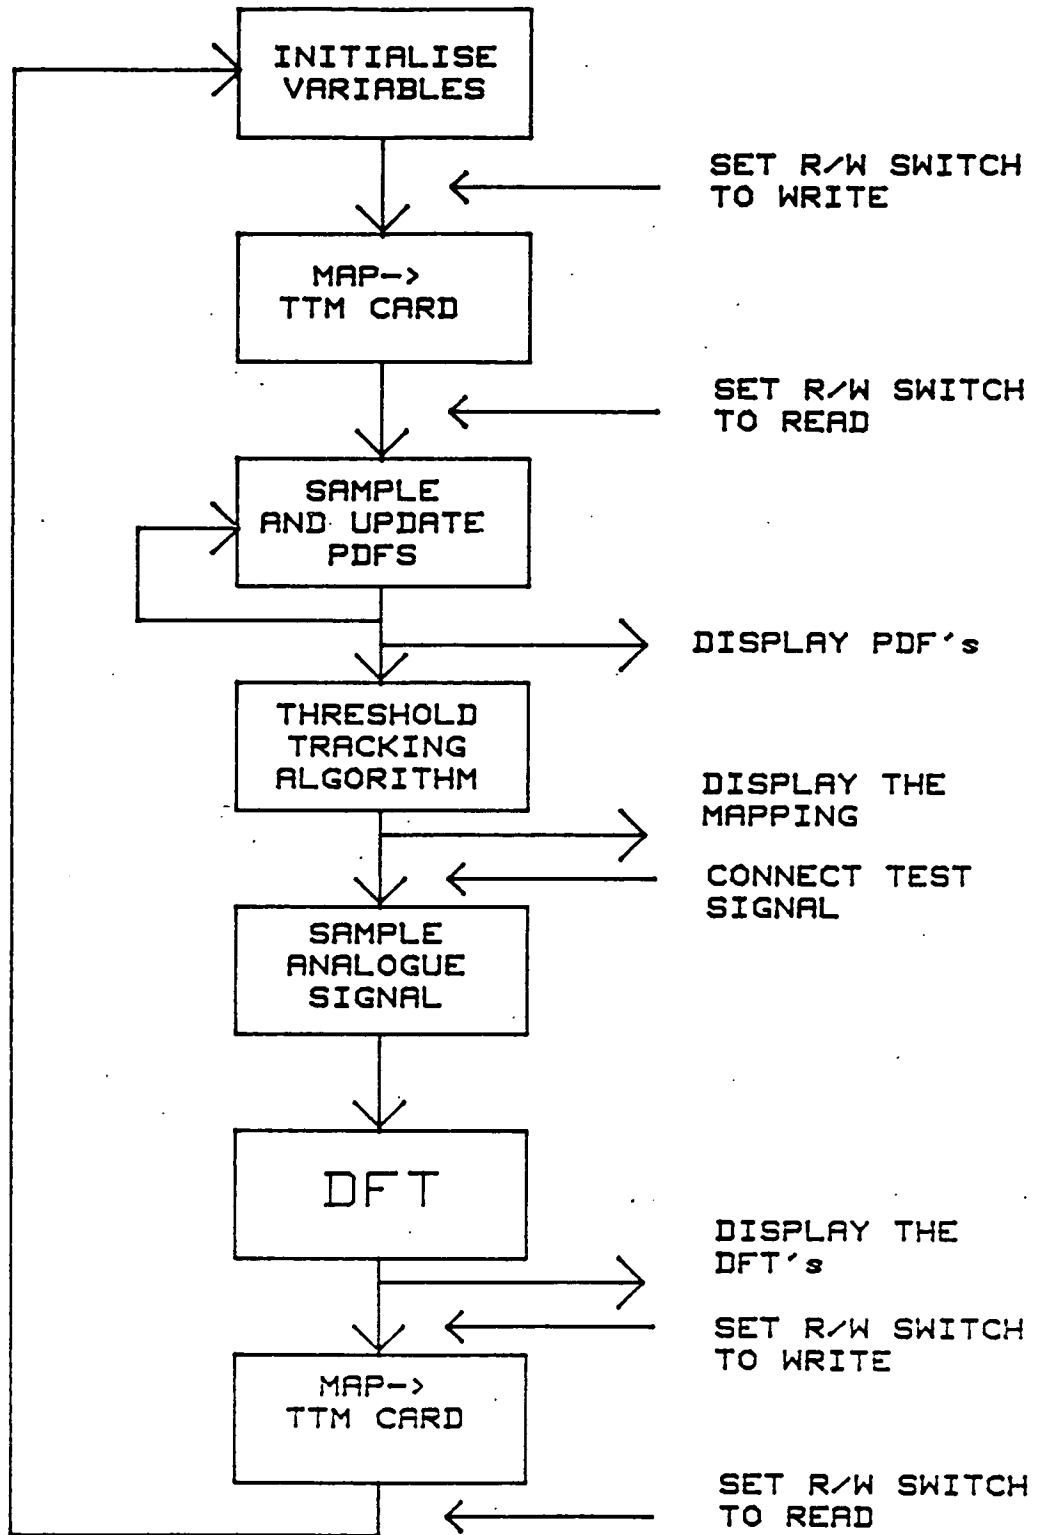 INITIALISE
VARIABLES
SET R/W SWITCH
TO WRITE
MAP->
TTM CARD
SET R/W SWITCH
TO READ
SAMPLE
AND UPDATE
PDFS
DISPLAY PDF's
THRESHOLD
TRACKING
ALGORITHM
DISPLAY THE
MAPPING
CONNECT TEST
SIGNAL
SAMPLE
ANALOGUE
SIGNAL
DFT
DISPLAY THE
DFT's
SET R/W SWITCH
TO WRITE
MAP->
TTM CARD
SET R/W SWITCH
TO READ